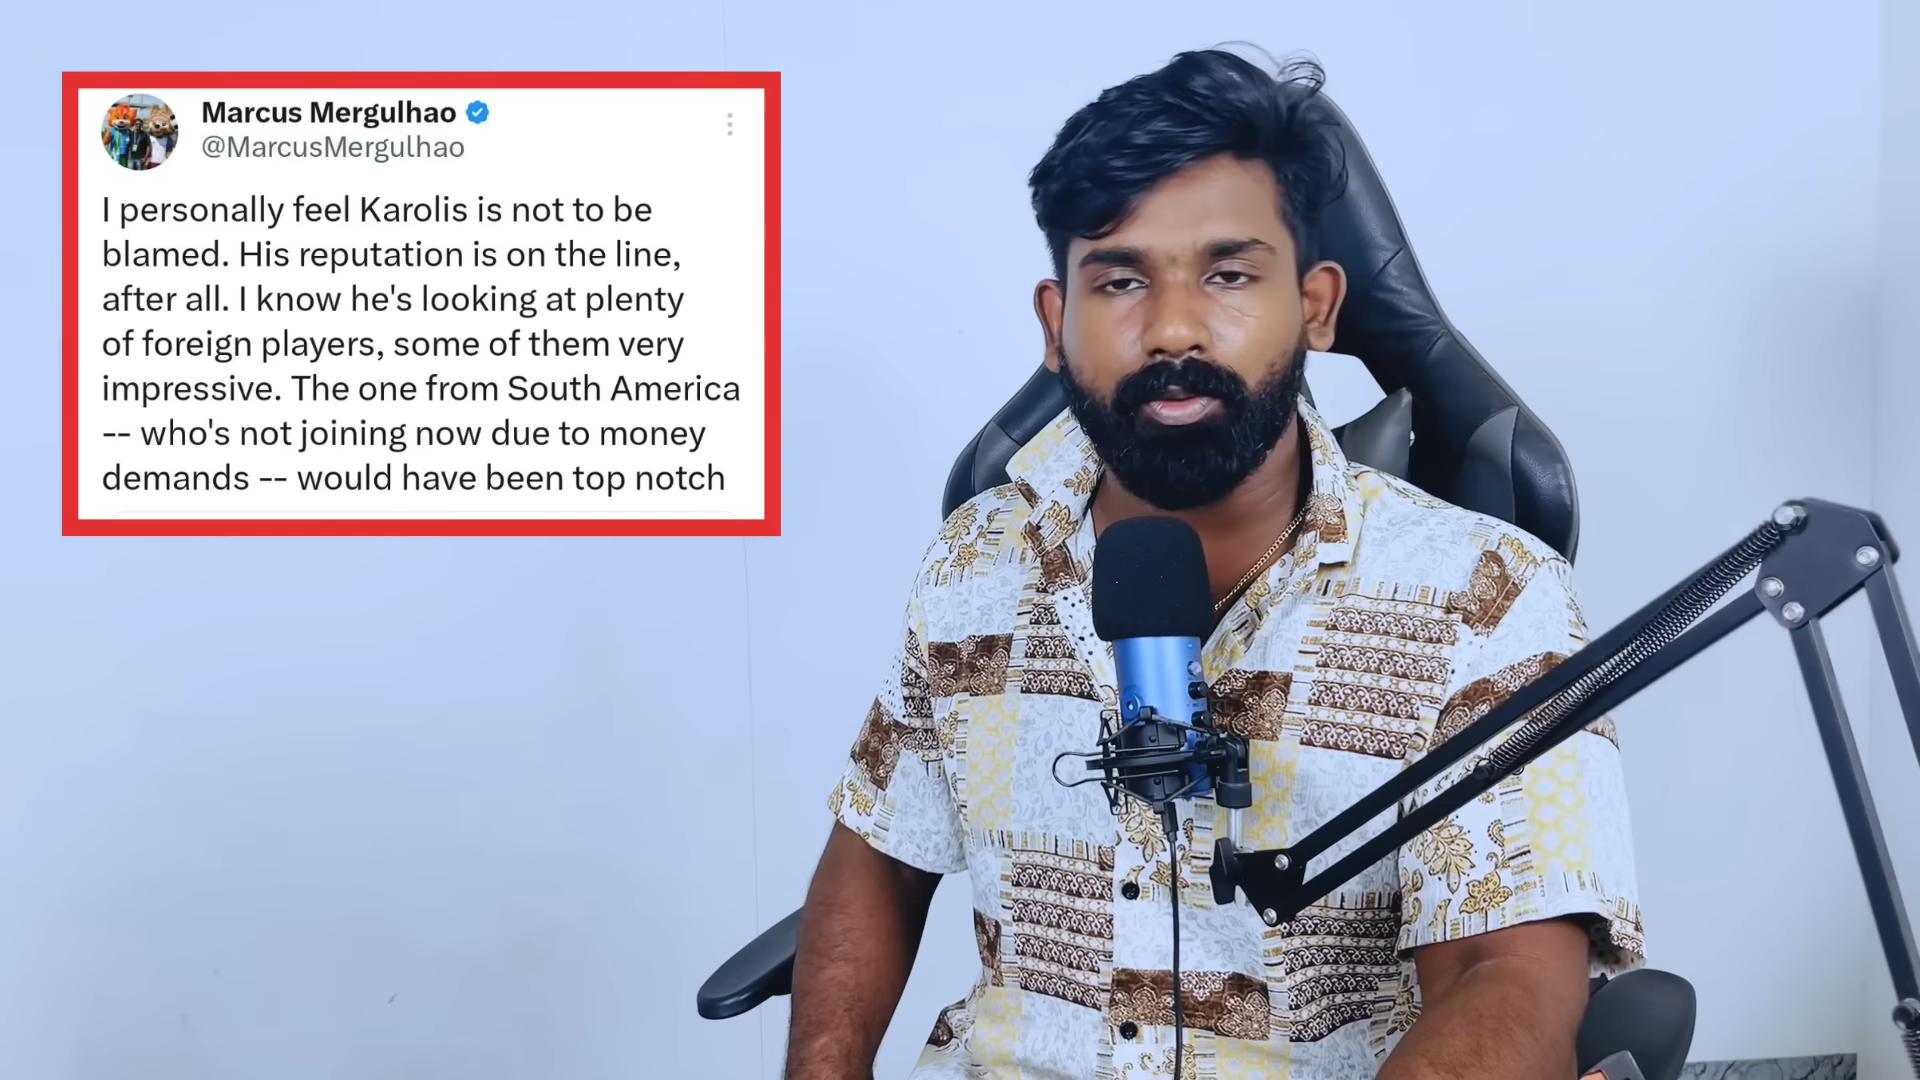 Marcus Mergulhao
@MarcusMergulhao
I personally feel Karolis is not to be
blamed. His reputation is on the line,
after all. I know he's looking at plenty
of foreign players, some of them very
impressive. The one from South America
-- who's not joining now due to money
demands -- would have been top notch